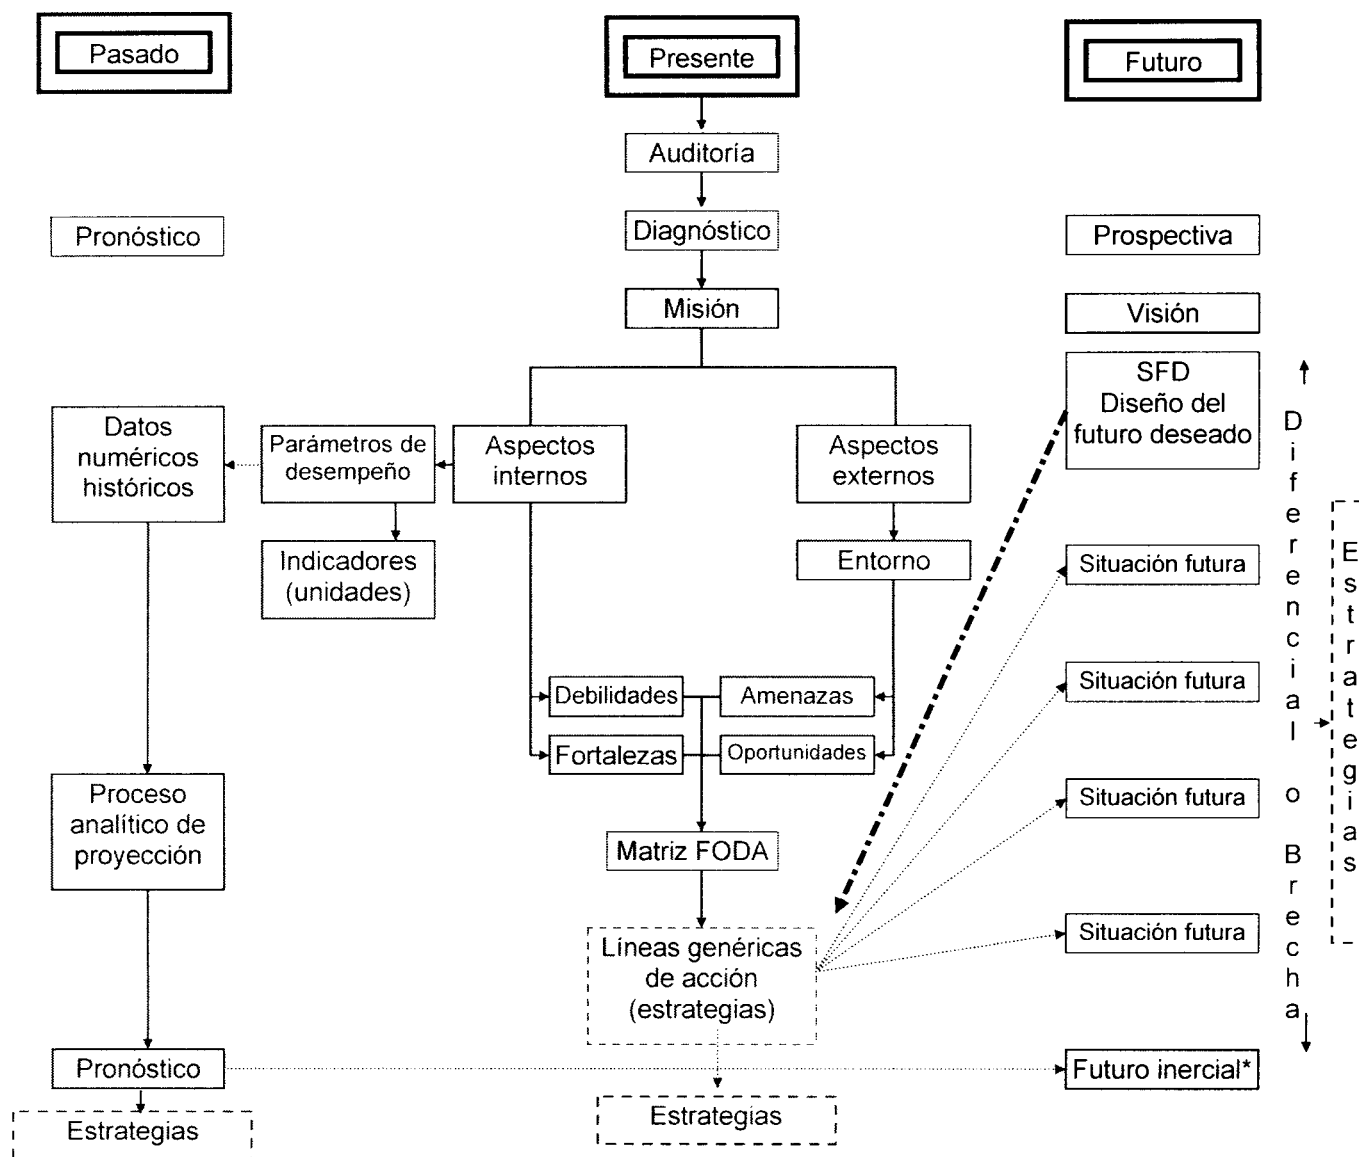 Pasado
Presente
Futuro
Auditoría
Pronóstico
Diagnóstico
Prospectiva
Misión
Visión
SFD
Diseño del
futuro deseado
Datos
numéricos
históricos
Parámetros de
desempeño
Aspectos
internos
Aspectos
externos
Indicadores
(unidades)
Entorno
Situación futura
Debilidades
Amenazas
Situación futura
Fortalezas
Oportunidades
Situación futura
Proceso
analítico de
proyección
Matriz FODA
Líneas genéricas
de acción
(estrategias)
Situación futura
Pronóstico
Futuro inercial*
Estrategias
Estrategias
Diferencial o Brecha
Estrategias